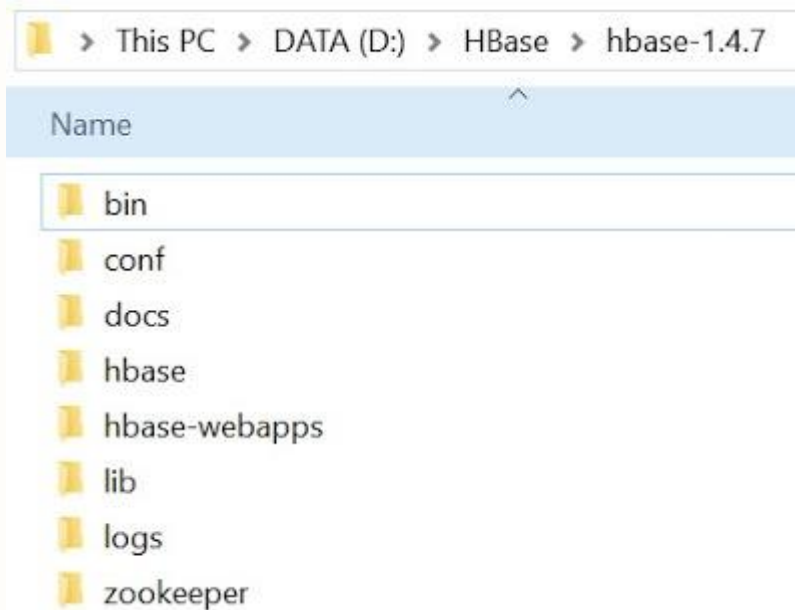 This PC > DATA (D:) > HBase > hbase-1.4.7
Name
bin
conf
docs
hbase
hbase-webapps
lib
logs
zookeeper